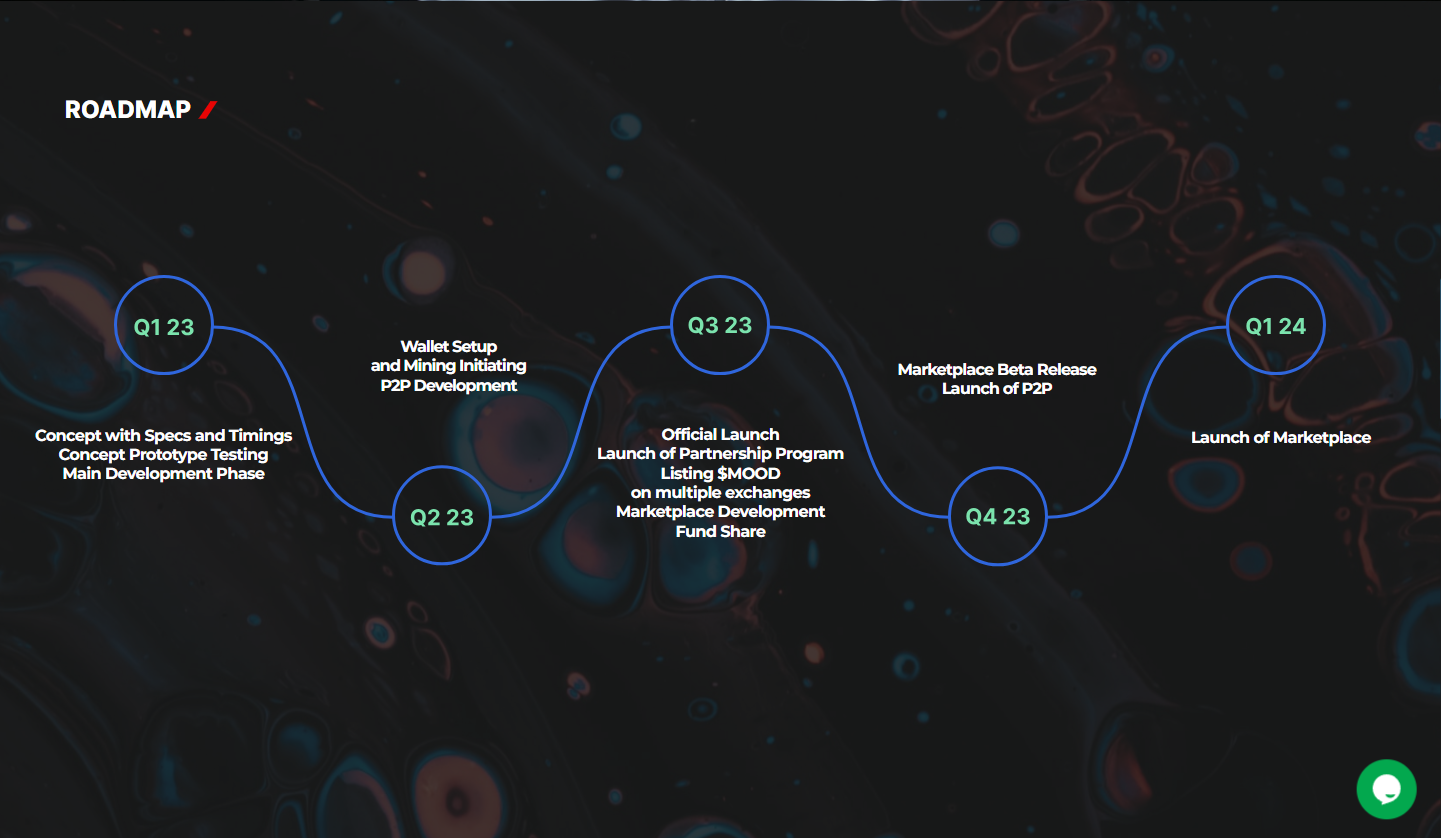 ROADMAP
Q1 23
Concept with Specs and Timings
Concept Prototype Testing
Main Development Phase
Wallet Setup
and Mining Initiating
P2P Development
Q2 23
Q3 23
Official Launch
Launch of Partnership Program
Listing $MOOD
on multiple exchanges
Marketplace Development
Fund Share
Marketplace Beta Release
Launch of P2P
Q4 23
Q1 24
Launch of Marketplace